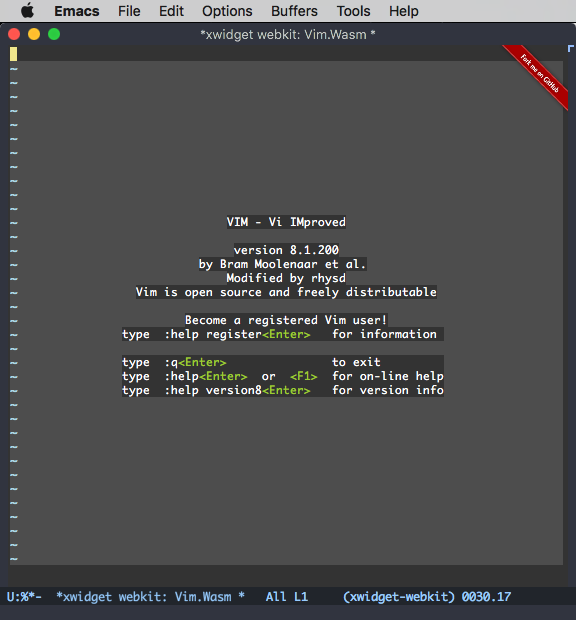 Emacs File Edit Options Buffers Tools Help
*xwidget webkit: Vim.Wasm *
Fork me on GitHub
~
~
~
~
~
~
~
~
~
~
~
~ VIM - Vi IMproved
~
~ version 8.1.200
~ by Bram Moolenaar et al.
~ Modified by rhysd
~ Vim is open source and freely distributable
~
~ Become a registered Vim user!
~ type :help register<Enter> for information
~
~ type :q<Enter> to exit
~ type :help<Enter> or <F1> for on-line help
~ type :help version8<Enter> for version info
~
~
~
~
~
~
~
~
~
~
~
~
U:%*- *xwidget webkit: Vim.Wasm * All L1 (xwidget-webkit) 0030.17